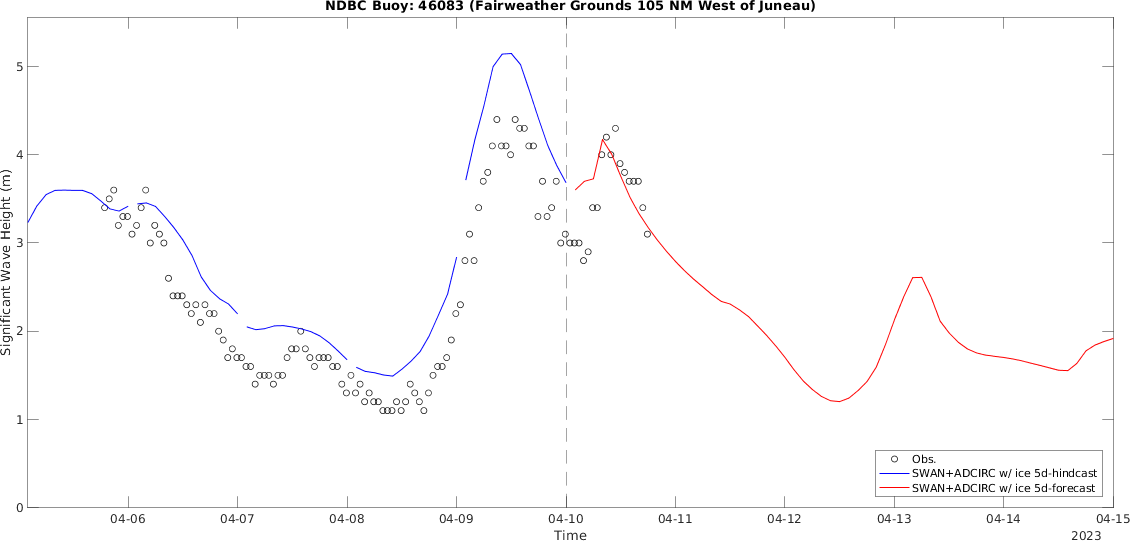 NDBC Buoy: 46083 (Fairweather Grounds 105 NM West of Juneau)
5
4
3
2
1
0
Significant Wave Height (m)
04-06 04-07 04-08 04-09 04-10 04-11 04-12 04-13 04-14 04-15
Time
2023
Obs.
SWAN+ADCIRC w/ ice 5d-hindcast
SWAN+ADCIRC w/ ice 5d-forecast